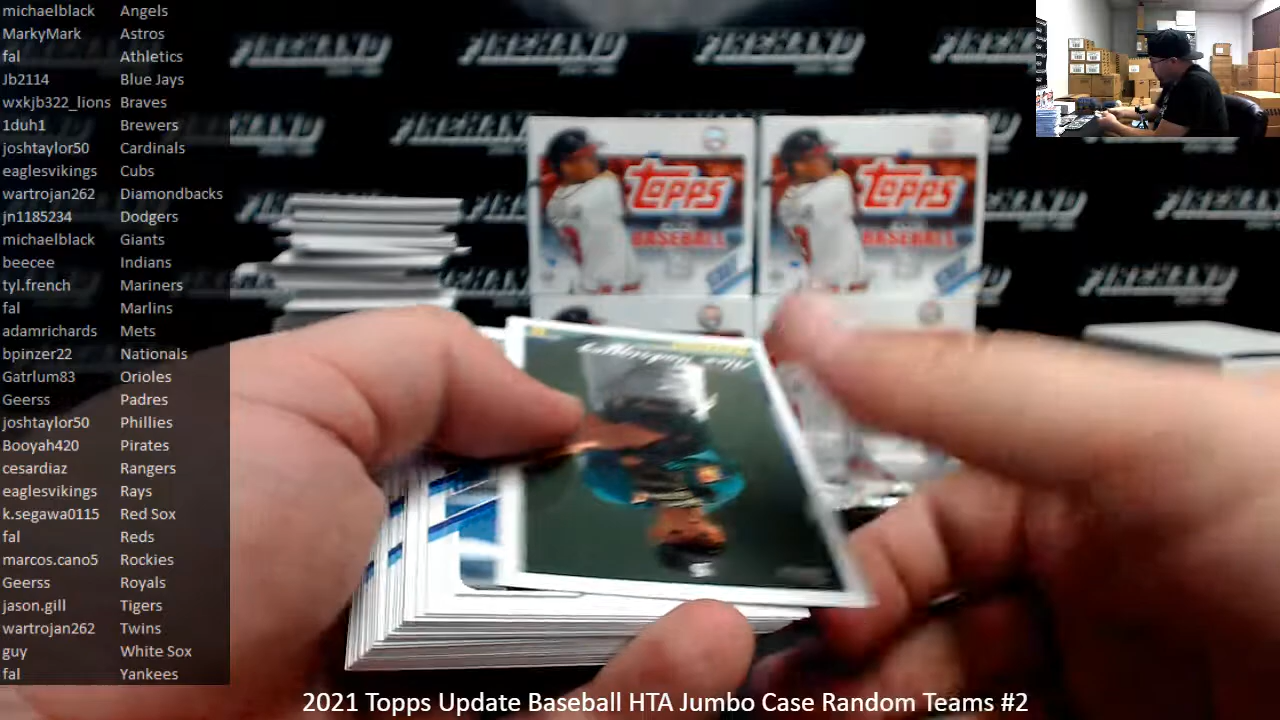 michaelblack Angels
MarkyMark Astros
fal Athletics
Jb2114 Blue Jays
wxkjb322_lions Braves
1duh1 Brewers
joshtaylor50 Cardinals
eaglesvikings Cubs
wartrojan262 Diamondbacks
jn1185234 Dodgers
michaelblack Giants
beecee Indians
tyl.french Mariners
fal Marlins
adamrichards Mets
bpinzer22 Nationals
Gatrlum83 Orioles
Geerss Padres
joshtaylor50 Phillies
Booyah420 Pirates
cesardiaz Rangers
eaglesvikings Rays
k.segawa0115 Red Sox
fal Reds
marcos.cano5 Rockies
Geerss Royals
jason.gill Tigers
wartrojan262 Twins
guy White Sox
fal Yankees
FIREHAND
FIREHAND
FIREHAND
topps
BASEBALL
topps
BASEBALL
2021 Topps Update Baseball HTA Jumbo Case Random Teams #2